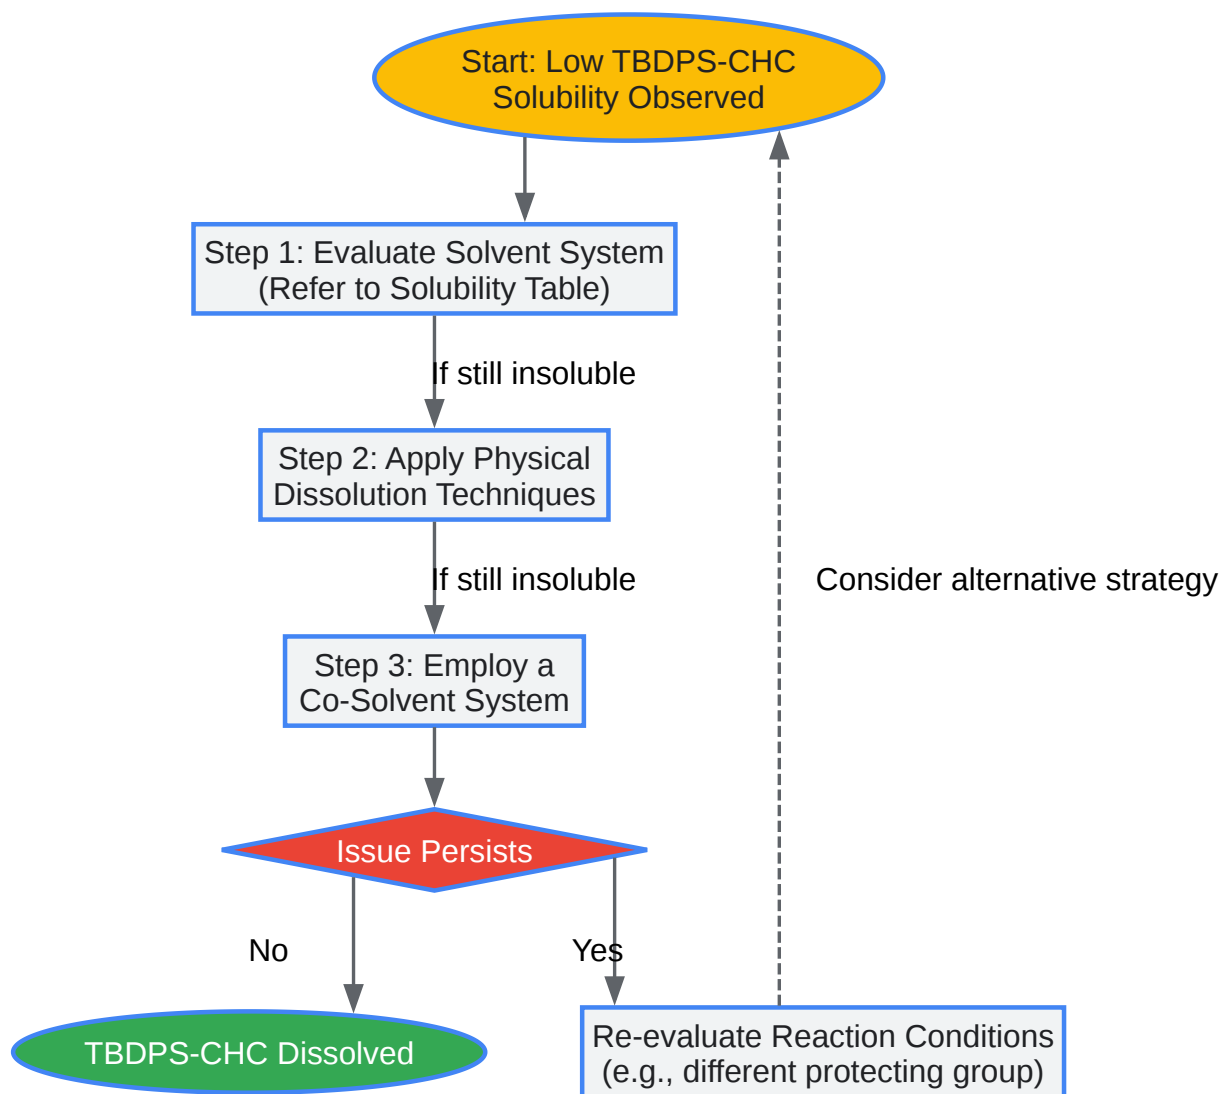 Start: Low TBDPS-CHC
Solubility Observed
Step 1: Evaluate Solvent System
(Refer to Solubility Table)
If still insoluble
Step 2: Apply Physical
Dissolution Techniques
If still insoluble
Consider alternative strategy
Step 3: Employ a
Co-Solvent System
Issue Persists
No
Yes
TBDPS-CHC Dissolved
Re-evaluate Reaction Conditions
(e.g., different protecting group)